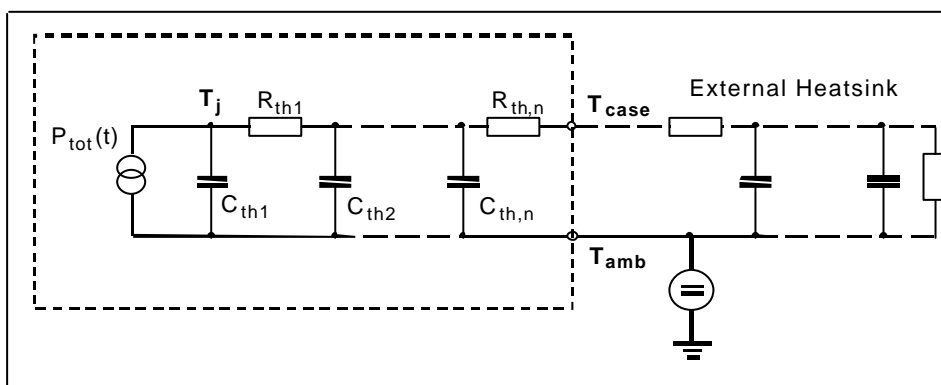 External Heatsink
T_j
R_th1
R_th,n
T_case
P_tot(t)
C_th1
C_th2
C_th,n
T_amb